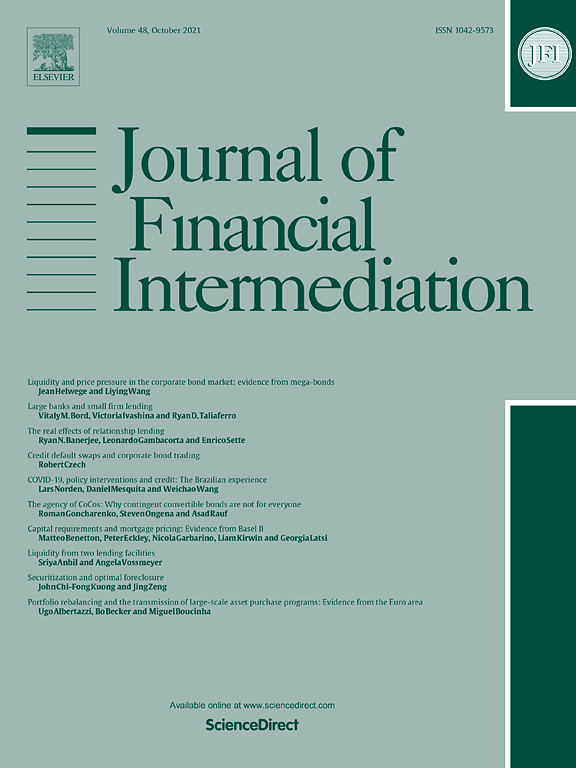 Volume 48, October 2021
ISSN 1042-9573
ELSEVIER
JFI
Journal of
Financial
Intermediation
Liquidity and price pressure in the corporate bond market: evidence from mega-bonds
JeanHelwege and LiyingWang
Large banks and small firm lending
VitalyM.Bord, VictoriaIvashina and RyanD.Taliaferro
The real effects of relationship lending
RyanN.Banerjee, LeonardoGambacorta and EnricoSette
Credit default swaps and corporate bond trading
RobertCzech
COVID-19, policy interventions and credit: The Brazilian experience
LarsNorden, DanielMesquita and WeichaoWang
The agency of CoCos: Why contingent convertible bonds are not for everyone
RomanGoncharenko, StevenOngena and AsadRauf
Capital requirements and mortgage pricing: Evidence from Basel II
MatteoBenetton, PeterEckley, NicolaGarbarino, LiamKirwin and GeorgiaLatsi
Liquidity from two lending facilities
SriyaAnbil and AngelaVossmeyer
Securitization and optimal foreclosure
JohnChi-FongKuong and JingZeng
Portfolio rebalancing and the transmission of large-scale asset purchase programs: Evidence from the Euro area
UgoAlbertazzi, BoBecker and MiguelBoucinha
Available online at www.sciencedirect.com
ScienceDirect